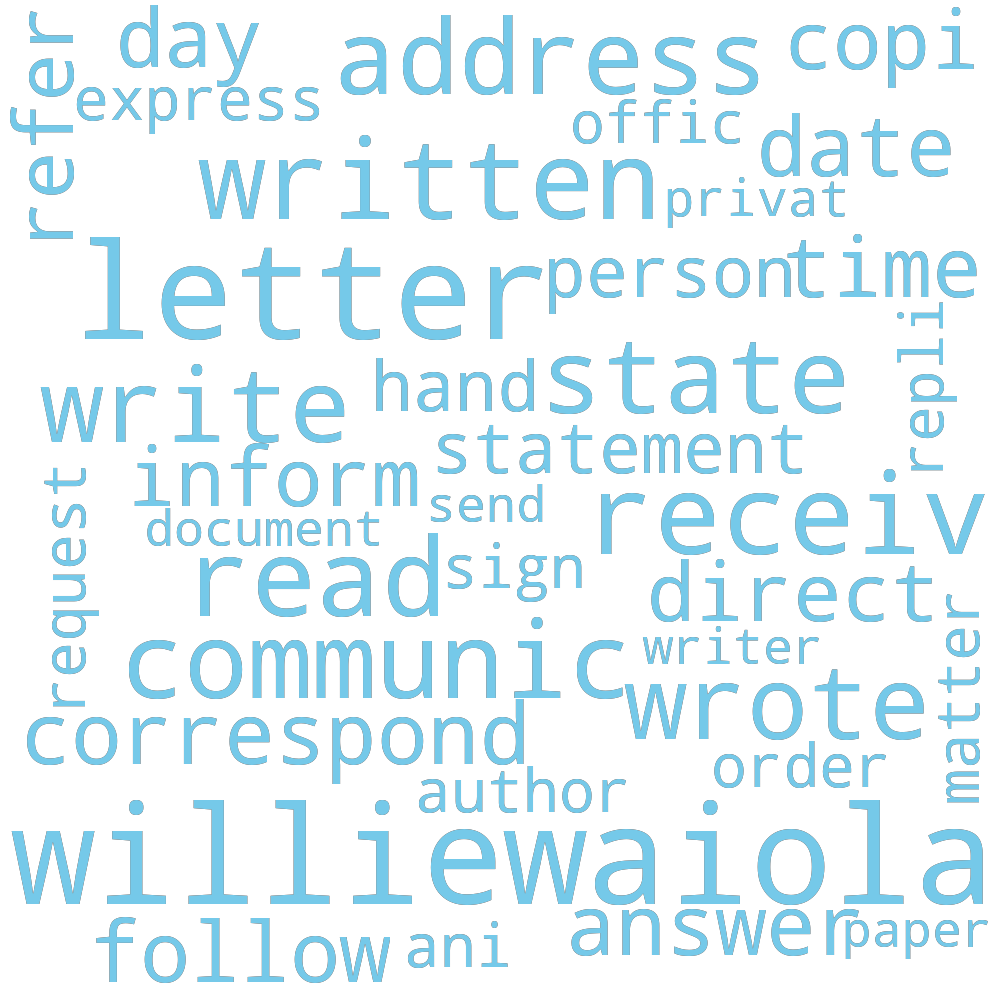 refer
day
address
copi
express
offic
date
written
privat
letter
person
time
repli
write
hand
state
statement
inform
send
receiv
request
document
read
sign
direct
communic
writer
matter
wrote
correspond
order
author
williewaiola
follow
ani
answer
paper